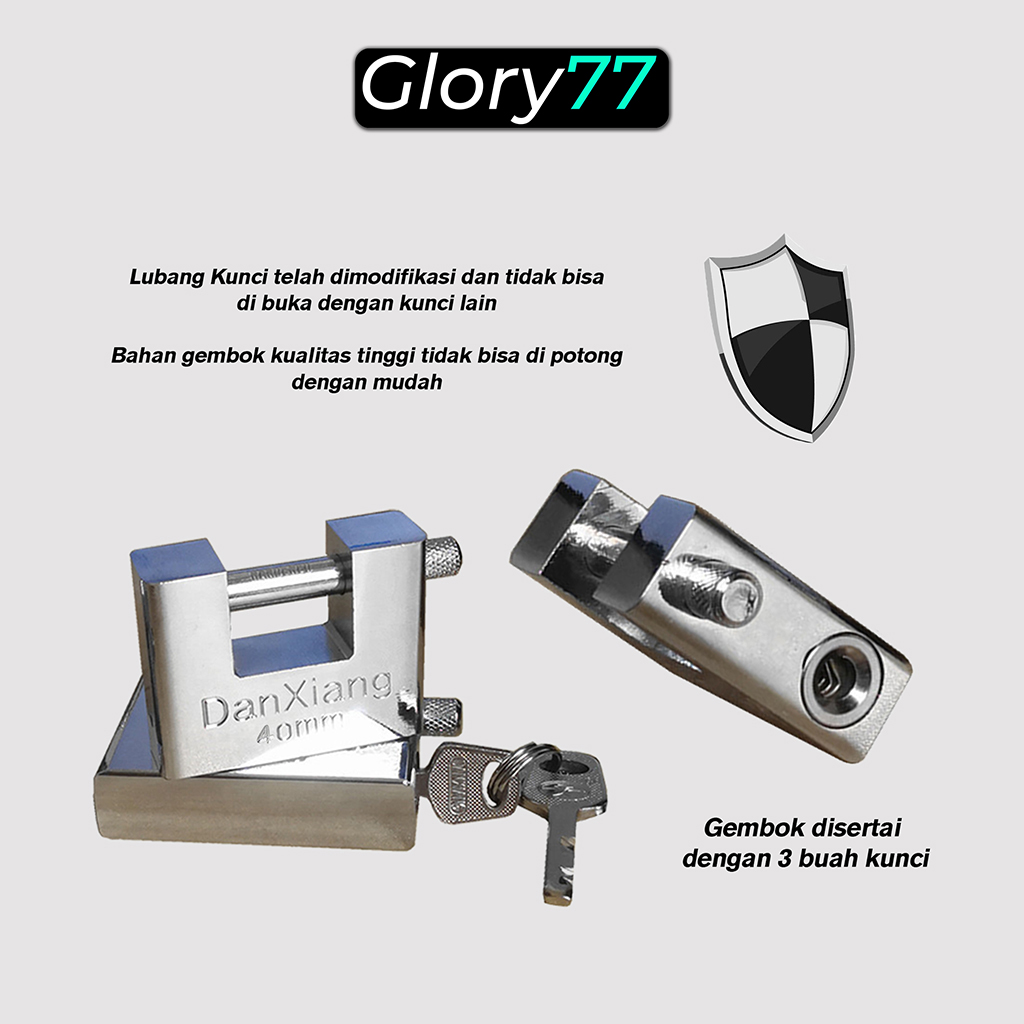 Glory77
Lubang Kunci telah dimodifikasi dan tidak bisa
di buka dengan kunci lain
Bahan gembok kualitas tinggi tidak bisa di potong
dengan mudah
DanXiang
40mm
Gembok disertai
dengan 3 buah kunci